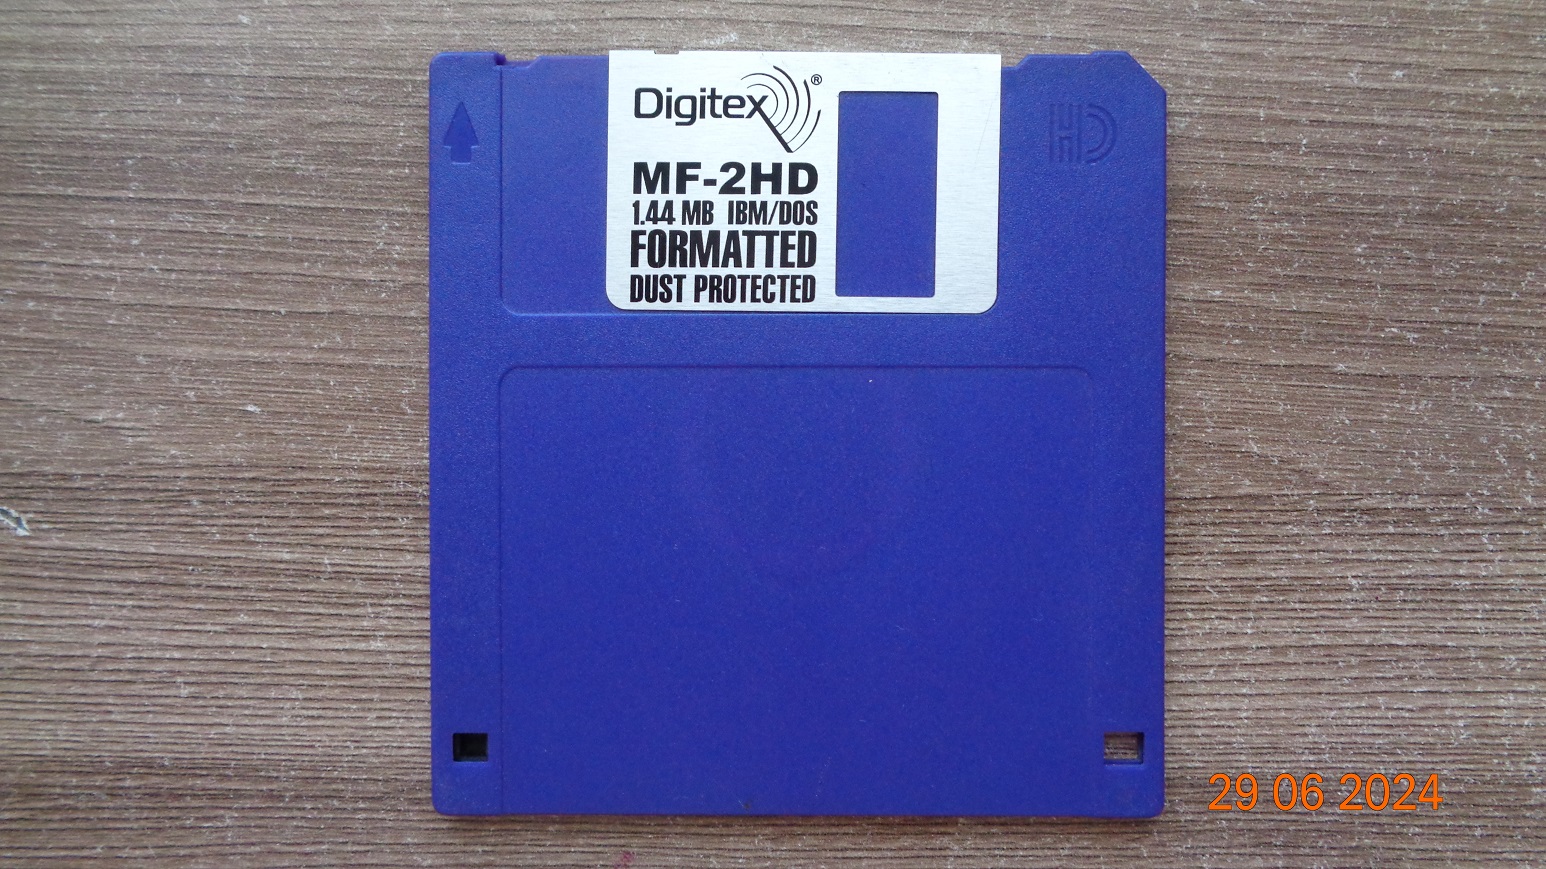 Digitex®
MF-2HD
1.44 MB IBM/DOS
FORMATTED
DUST PROTECTED
HD
29 06 2024